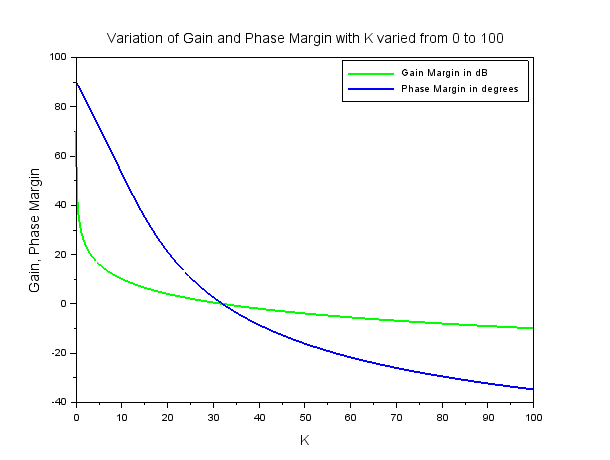 Variation of Gain and Phase Margin with K varied from 0 to 100
Gain Margin in dB
Phase Margin in degrees
Gain, Phase Margin
100
80
60
40
20
0
-20
-40
0 10 20 30 40 50 60 70 80 90 100
K